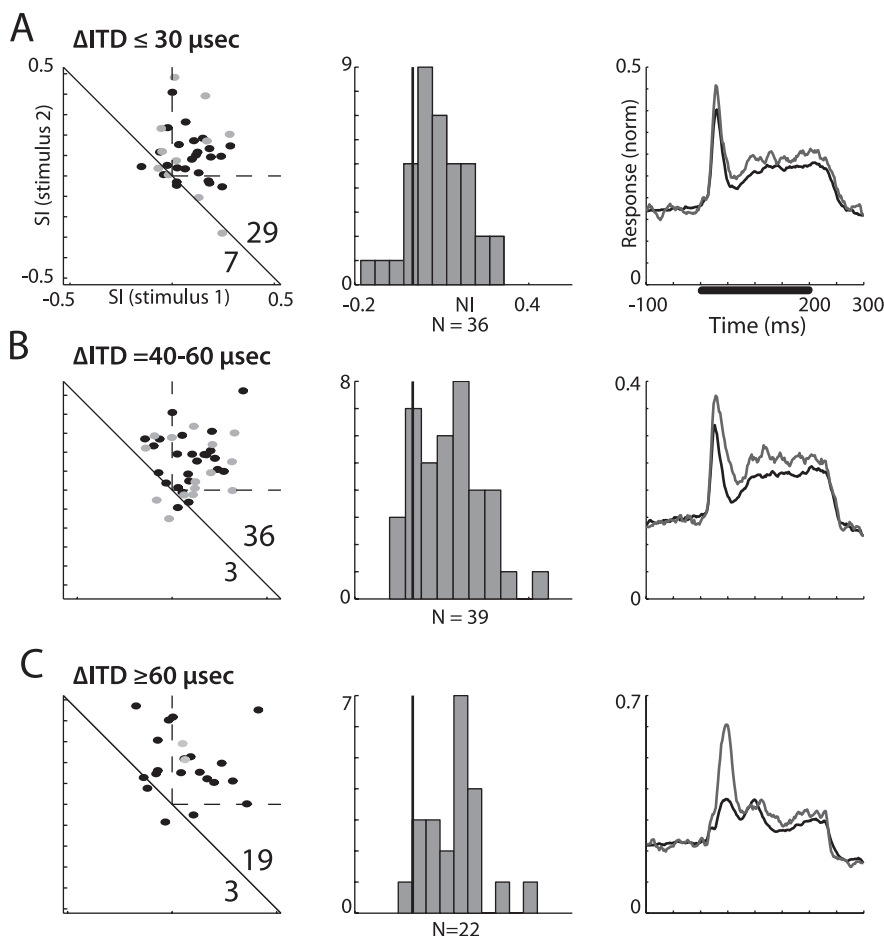 A
ΔITD ≤ 30 µsec
0.5
SI (stimulus 2)
-0.5
29
7
-0.5
SI (stimulus 1)
0.5
9
0
-0.2
NI
0.4
N = 36
0.5
Response (norm)
0
-100
200
300
Time (ms)
B
ΔITD =40-60 µsec
36
3
8
0
N = 39
0.4
0
C
ΔITD ≥60 µsec
19
3
7
0
N=22
0.7
0